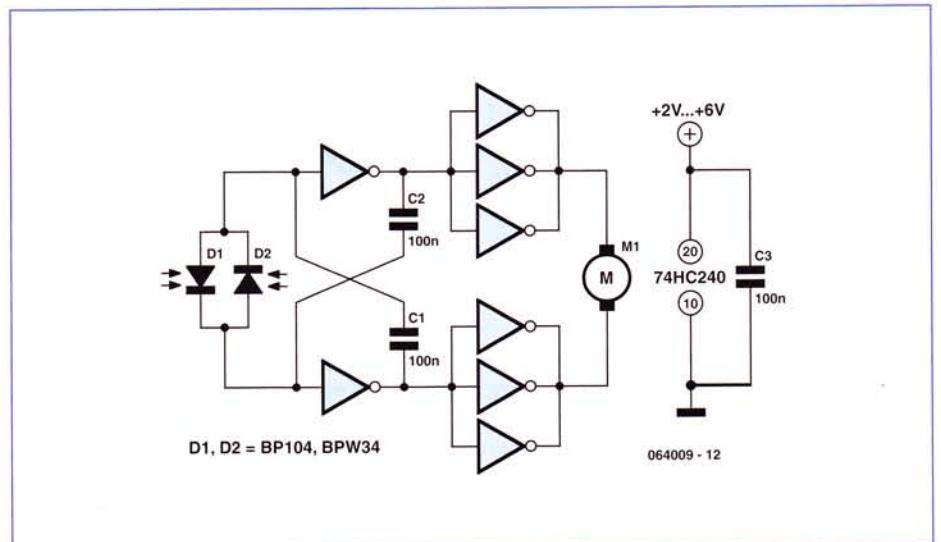 +2V...+6V
C2
100n
D1
D2
M1
M
20
74HC240
10
C3
100n
C1
100n
D1, D2 = BP104, BPW34
064009 - 12